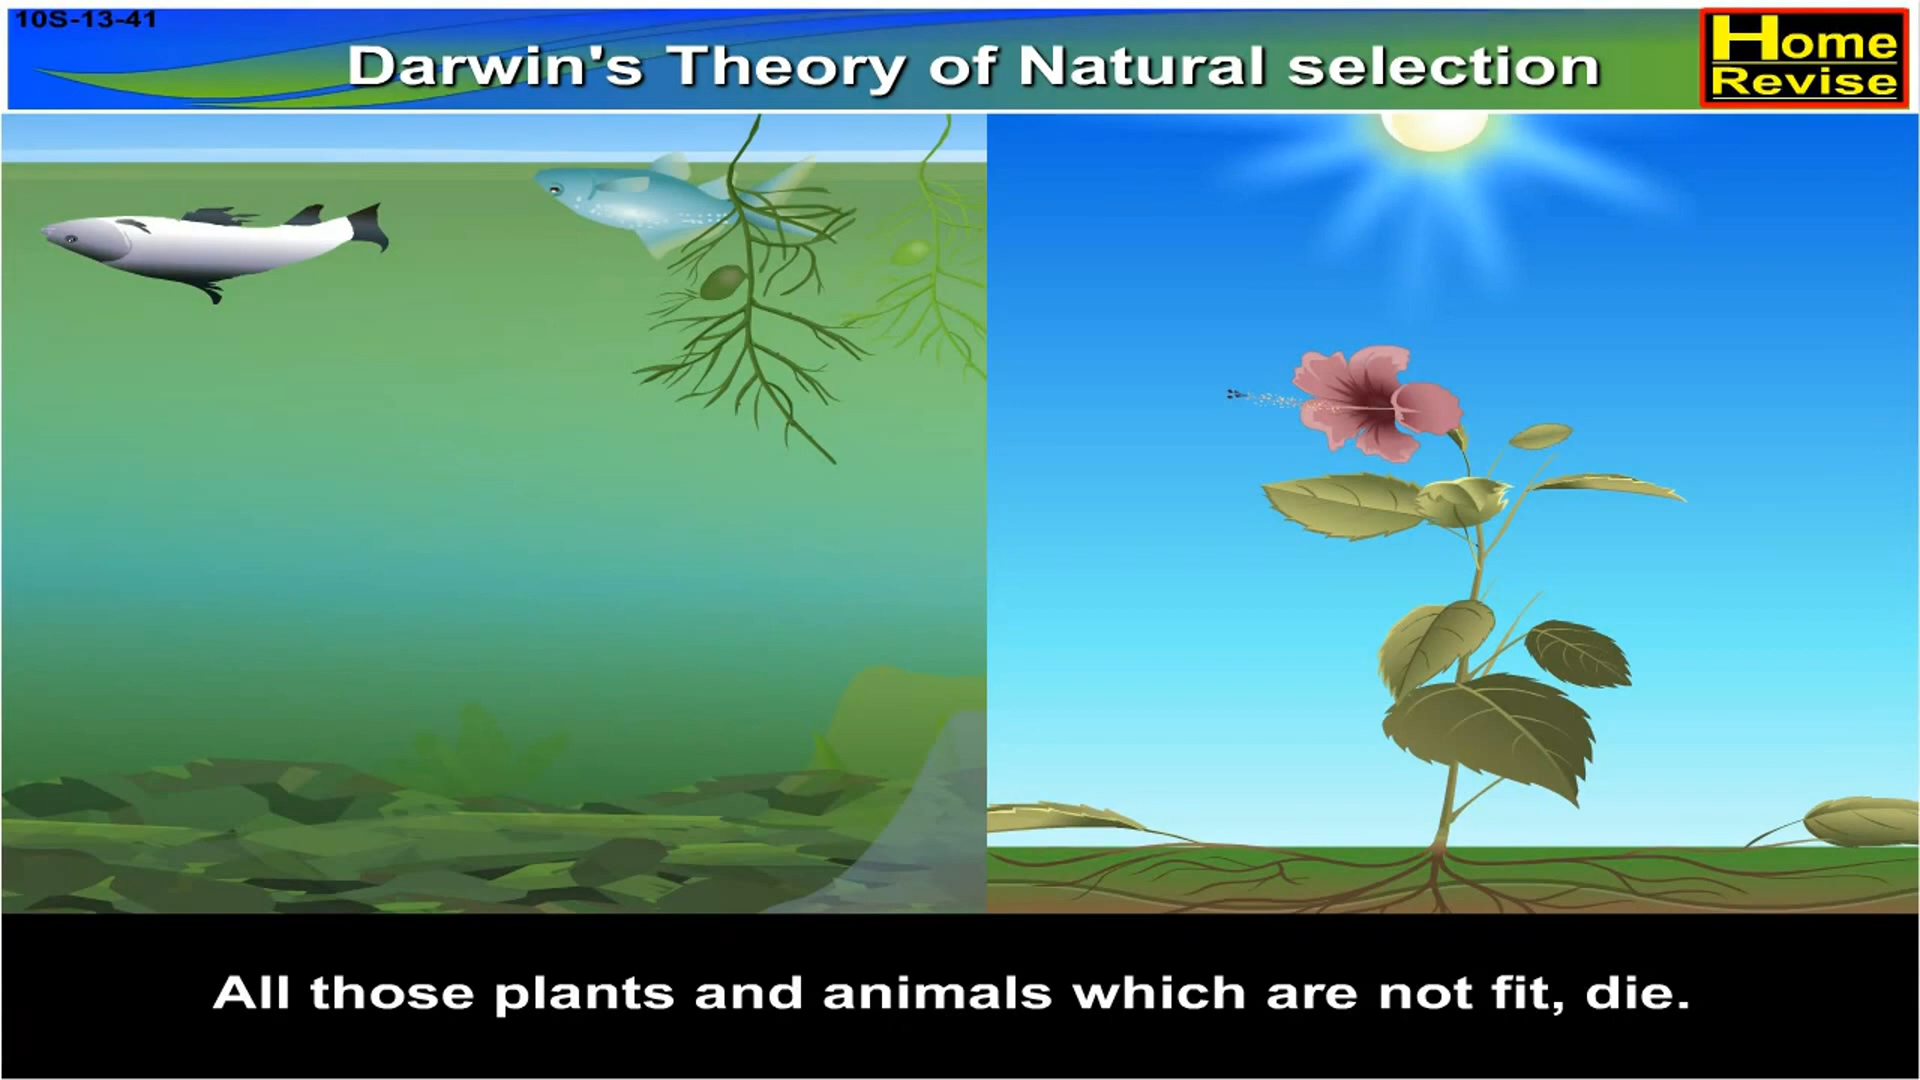 10S-13-41
Darwin's Theory of Natural selection
Home
Revise
All those plants and animals which are not fit, die.